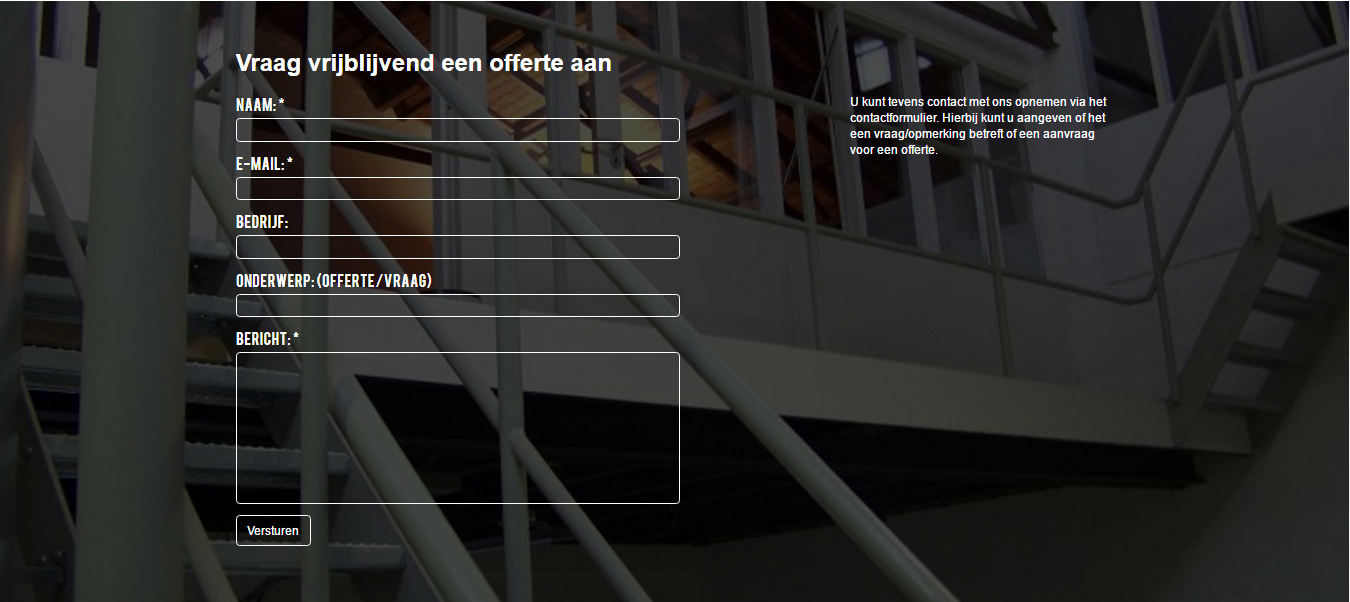 Vraag vrijblijvend een offerte aan
NAAM: *
E-MAIL: *
BEDRIJF:
ONDERWERP: (OFFERTE/VRAAG)
BERICHT: *
Versturen
U kunt tevens contact met ons opnemen via het
contactformulier. Hierbij kunt u aangeven of het
een vraag/opmerking betreft of een aanvraag
voor een offerte.